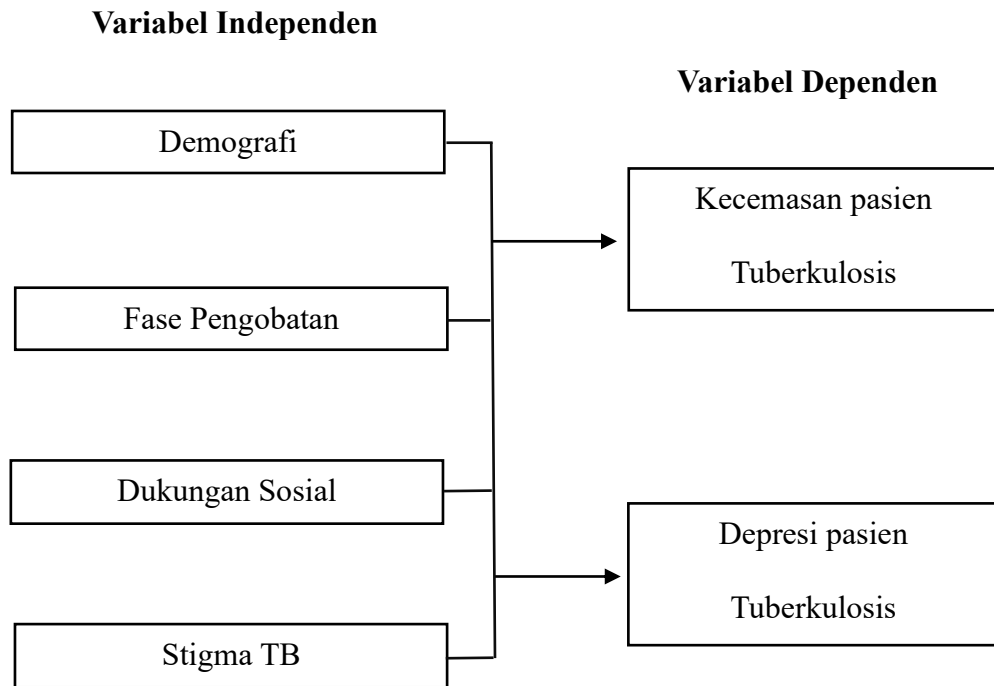 Variabel Independen
Variabel Dependen
Demografi
Kecemasan pasien
Tuberkulosis
Fase Pengobatan
Dukungan Sosial
Depresi pasien
Tuberkulosis
Stigma TB